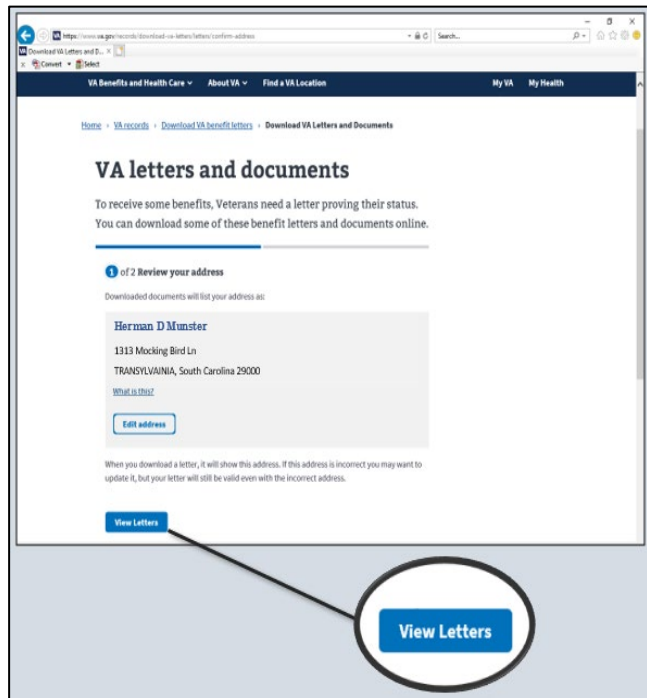 https://www.va.gov/records/download-va-letters/letters/confirm-address
Search...
Download VA Letters and D...
x Convert Select
VA Benefits and Health Care About VA Find a VA Location My VA My Health
Home › VA records › Download VA benefit letters › Download VA Letters and Documents
VA letters and documents
To receive some benefits, Veterans need a letter proving their status.
You can download some of these benefit letters and documents online.
1 of 2 Review your address
Downloaded documents will list your address as:
Herman D Munster
1313 Mocking Bird Ln
TRANSYLVAINIA, South Carolina 29000
What is this?
Edit address
When you download a letter, it will show this address. If this address is incorrect you may want to
update it, but your letter will still be valid even with the incorrect address.
View Letters
View Letters